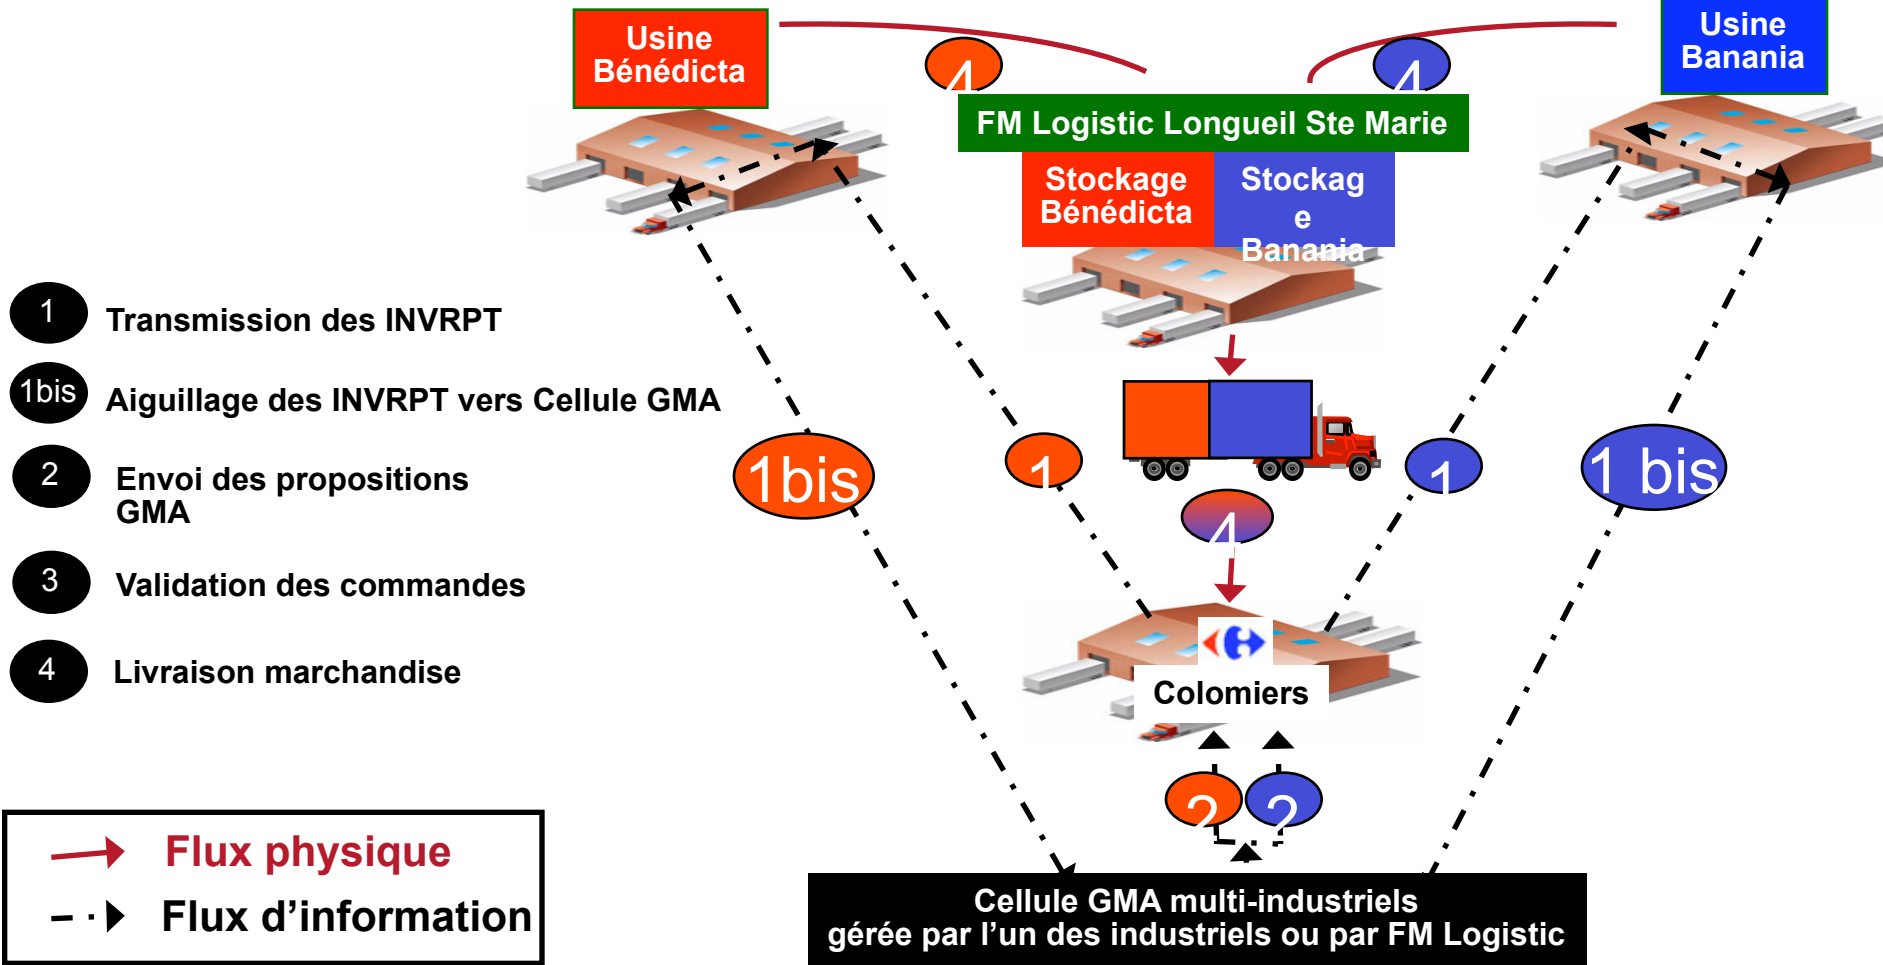 Usine
Bénédicta
4
4
Usine
Banania
FM Logistic Longueil Ste Marie
Stockage
Bénédicta
Stockag
e
Banania
1
Transmission des INVRPT
1bis
Aiguillage des INVRPT vers Cellule GMA
2
Envoi des propositions
GMA
3
Validation des commandes
4
Livraison marchandise
1bis
1
1
1 bis
4
Colomiers
2
2
Flux physique
Flux d’information
Cellule GMA multi-industriels
gérée par l’un des industriels ou par FM Logistic